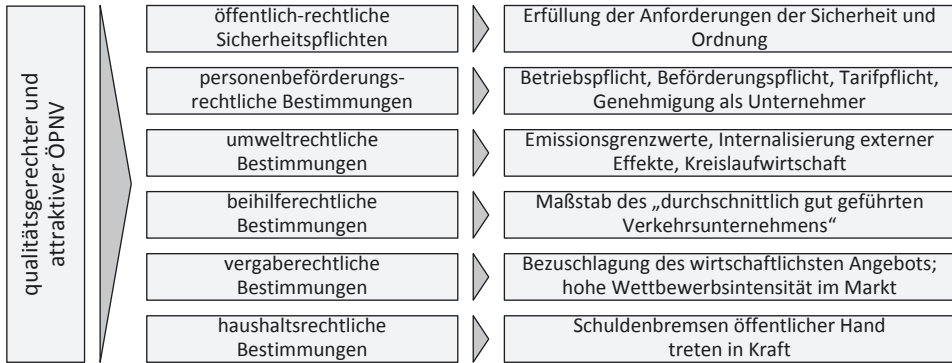 qualitätsgerechter und
attraktiver ÖPNV
öffentlich-rechtliche
Sicherheitspflichten
Erfüllung der Anforderungen der Sicherheit und
Ordnung
personenbeförderungs-
rechtliche Bestimmungen
Betriebspflicht, Beförderungspflicht, Tarifpflicht,
Genehmigung als Unternehmer
umweltrechtliche
Bestimmungen
Emissionsgrenzwerte, Internalisierung externer
Effekte, Kreislaufwirtschaft
beihilferechtliche
Bestimmungen
Maßstab des „durchschnittlich gut geführten
Verkehrsunternehmens“
vergaberechtliche
Bestimmungen
Bezuschlagung des wirtschaftlichsten Angebots;
hohe Wettbewerbsintensität im Markt
haushaltsrechtliche
Bestimmungen
Schuldenbremsen öffentlicher Hand
treten in Kraft